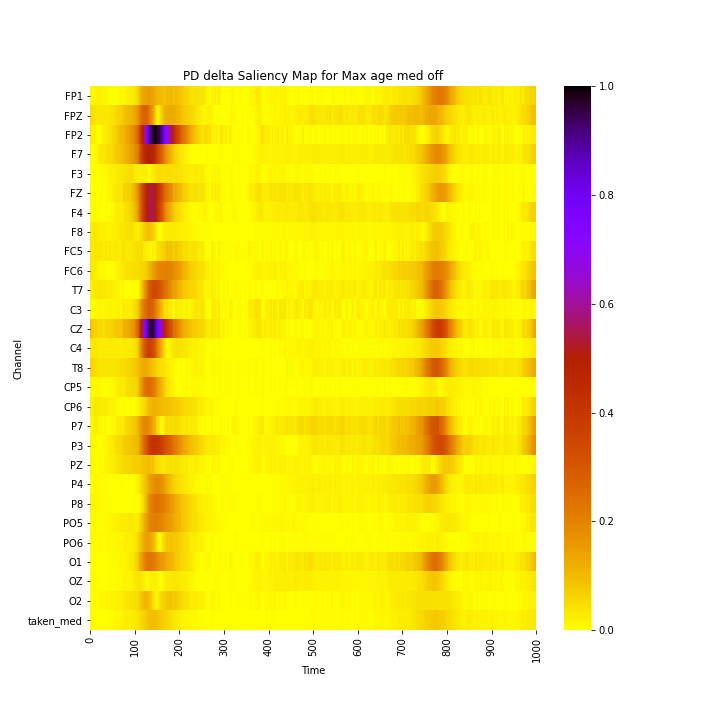 PD delta Saliency Map for Max age med off
Channel
FP1
FPZ
FP2
F7
F3
FZ
F4
F8
FC5
FC6
T7
C3
CZ
C4
T8
CP5
CP6
P7
P3
PZ
P4
P8
PO5
PO6
O1
OZ
O2
taken_med
0
100
200
300
400
500
600
700
800
900
1000
Time
1.0
0.8
0.6
0.4
0.2
0.0